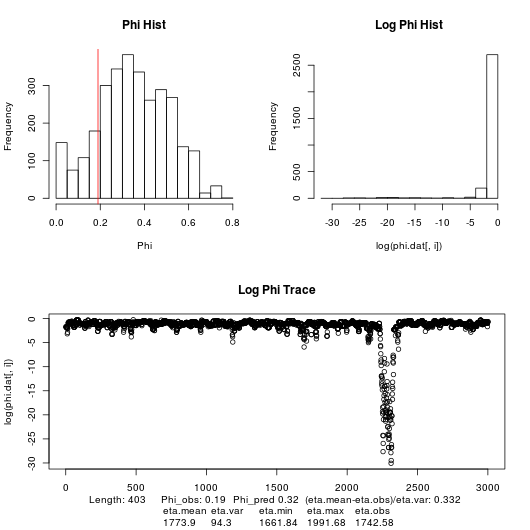 Phi Hist
Log Phi Hist
Frequency
0 100 200 300
0.0 0.2 0.4 0.6 0.8
Phi
Frequency
0 500 1500 2500
-30 -25 -20 -15 -10 -5 0
log(phi.dat[, i])
Log Phi Trace
log(phi.dat[, i])
0 -5 -10 -15 -20 -25 -30
0 500 1000 1500 2000 2500 3000
Length: 403 Phi_obs: 0.19 Phi_pred 0.32 (eta.mean-eta.obs)/eta.var: 0.332
eta.mean eta.var eta.min eta.max eta.obs
1773.9 94.3 1661.84 1991.68 1742.58